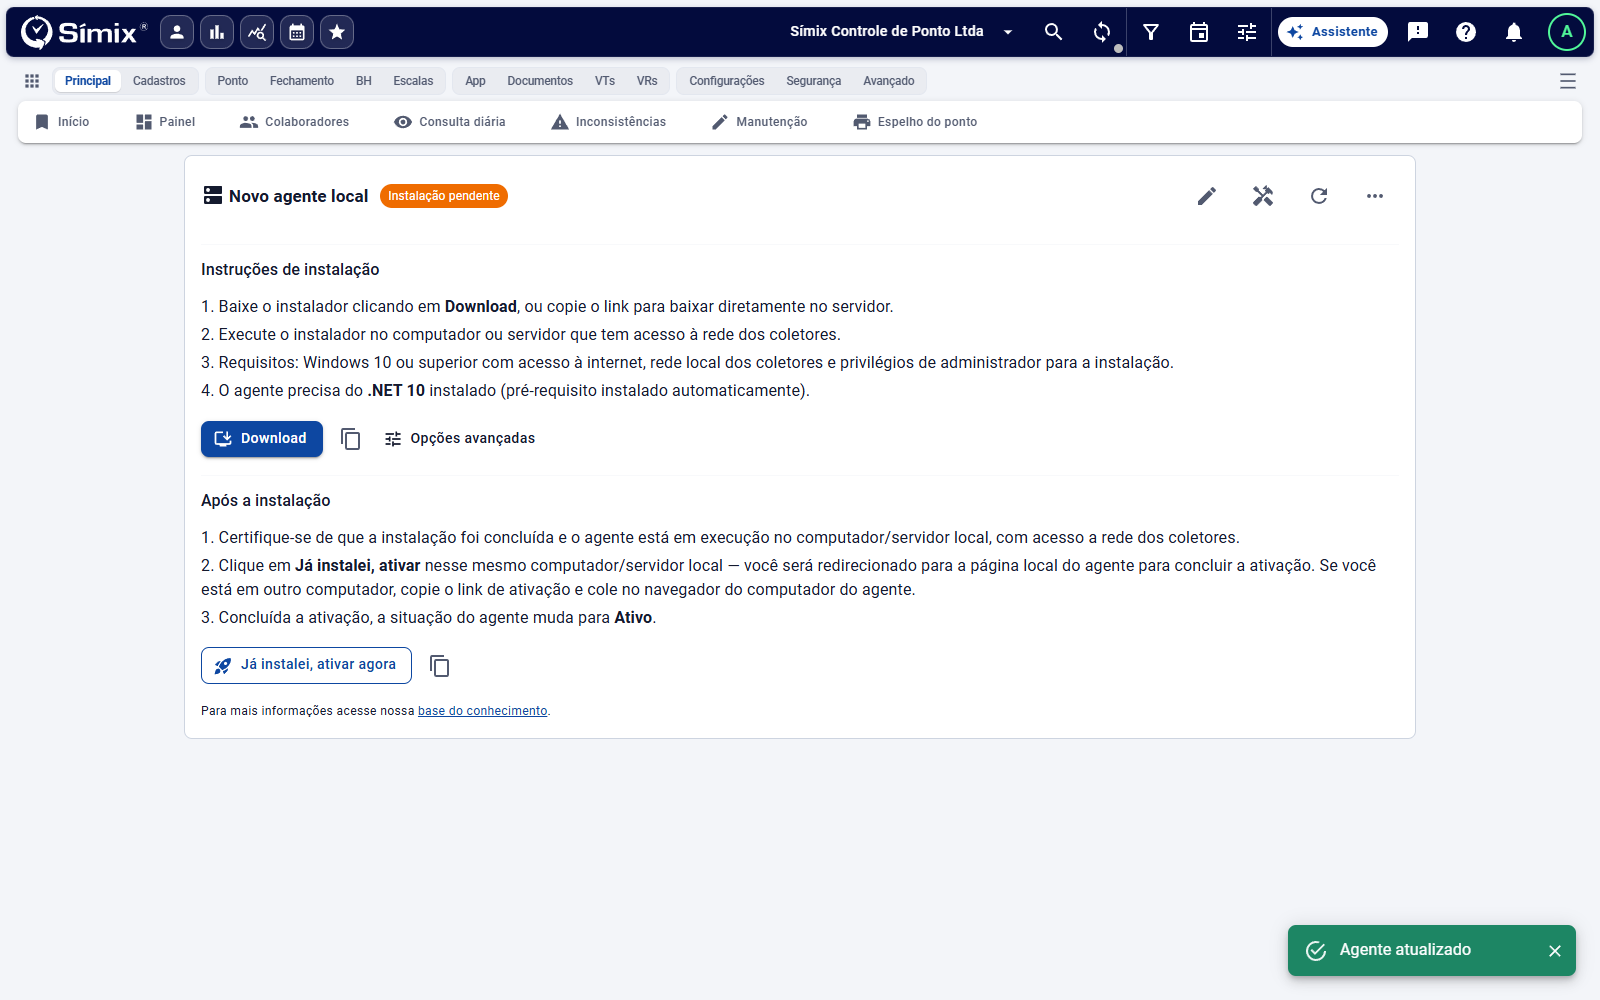 Símix®
Símix Controle de Ponto Ltda
Assistente
A
Principal
Cadastros
Ponto
Fechamento
BH
Escalas
App
Documentos
VTs
VRs
Configurações
Segurança
Avançado
Início
Painel
Colaboradores
Consulta diária
Inconsistências
Manutenção
Espelho do ponto
Novo agente local
Instalação pendente
Instruções de instalação
1. Baixe o instalador clicando em Download, ou copie o link para baixar diretamente no servidor.
2. Execute o instalador no computador ou servidor que tem acesso à rede dos coletores.
3. Requisitos: Windows 10 ou superior com acesso à internet, rede local dos coletores e privilégios de administrador para a instalação.
4. O agente precisa do .NET 10 instalado (pré-requisito instalado automaticamente).
Download
Opções avançadas
Após a instalação
1. Certifique-se de que a instalação foi concluída e o agente está em execução no computador/servidor local, com acesso a rede dos coletores.
2. Clique em Já instalei, ativar nesse mesmo computador/servidor local — você será redirecionado para a página local do agente para concluir a ativação. Se você
está em outro computador, copie o link de ativação e cole no navegador do computador do agente.
3. Concluída a ativação, a situação do agente muda para Ativo.
Já instalei, ativar agora
Para mais informações acesse nossa base do conhecimento.
Agente atualizado